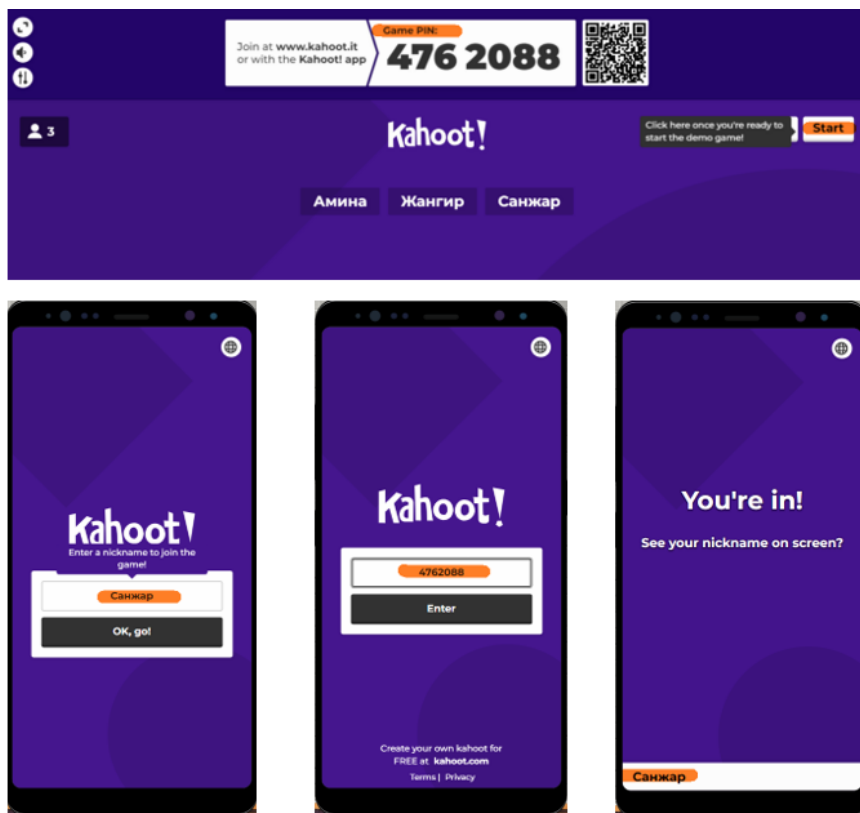 Game PIN:
Join at www.kahoot.it
or with the Kahoot! app
476 2088
3
Kahoot!
Click here once you're ready to
start the demo game!
Start
Амина Жангир Санжар
Kahoot!
Enter a nickname to join the
game!
Санжар
OK, go!
Kahoot!
4762088
Enter
Create your own kahoot for
FREE at kahoot.com
Terms | Privacy
You're in!
See your nickname on screen?
Санжар